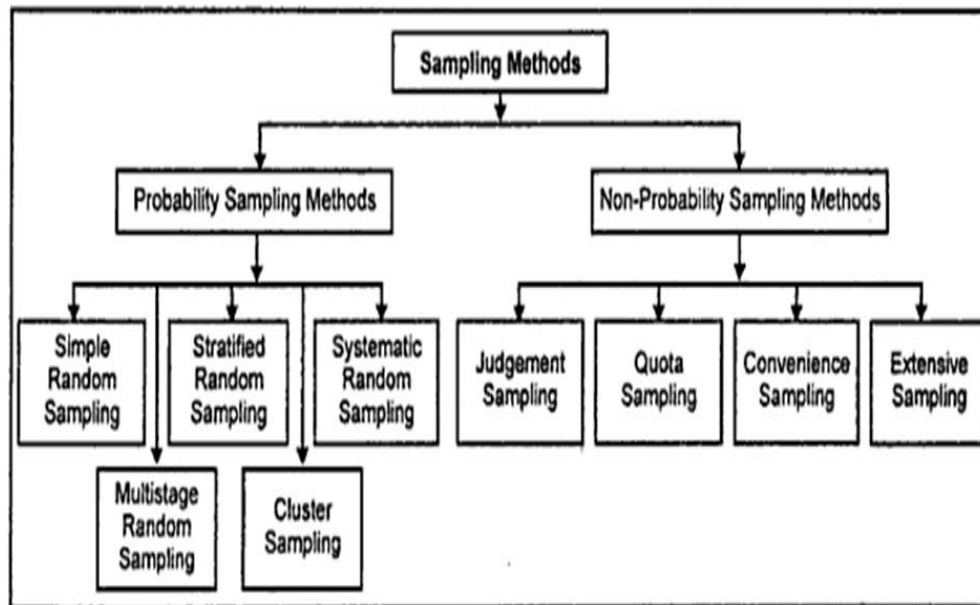 Sampling Methods
Probability Sampling Methods
Non-Probability Sampling Methods
Simple
Random
Sampling
Stratified
Random
Sampling
Systematic
Random
Sampling
Judgement
Sampling
Quota
Sampling
Convenience
Sampling
Extensive
Sampling
Multistage
Random
Sampling
Cluster
Sampling